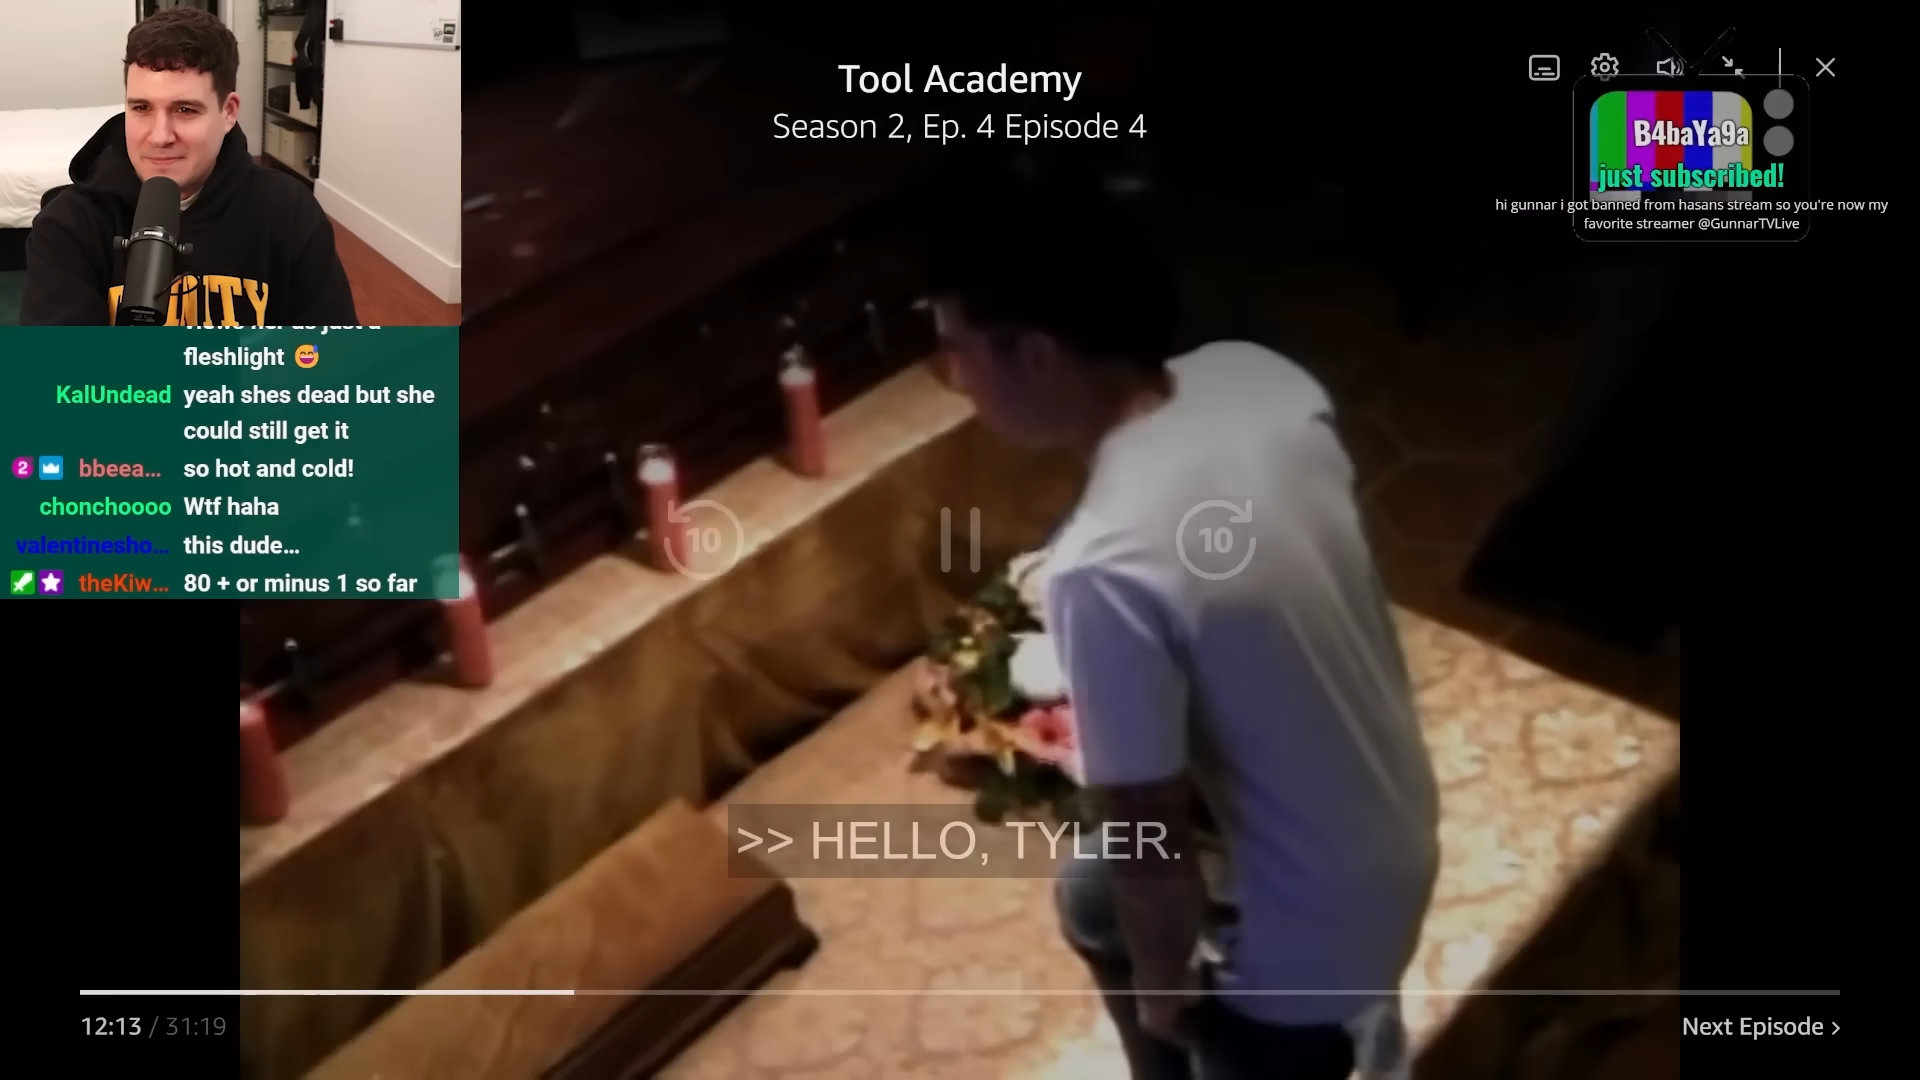 Tool Academy
Season 2, Ep. 4 Episode 4
B4baYa9a
just subscribed!
hi gunnar i got banned from hasans stream so you're now my
favorite streamer @GunnarTVLive
fleshlight 😅
KalUndead yeah shes dead but she
could still get it
2 bbeea... so hot and cold!
chonchoooo Wtf haha
valentinesho... this dude...
theKiw... 80 + or minus 1 so far
10
10
>> HELLO, TYLER.
12:13 / 31:19
Next Episode ›